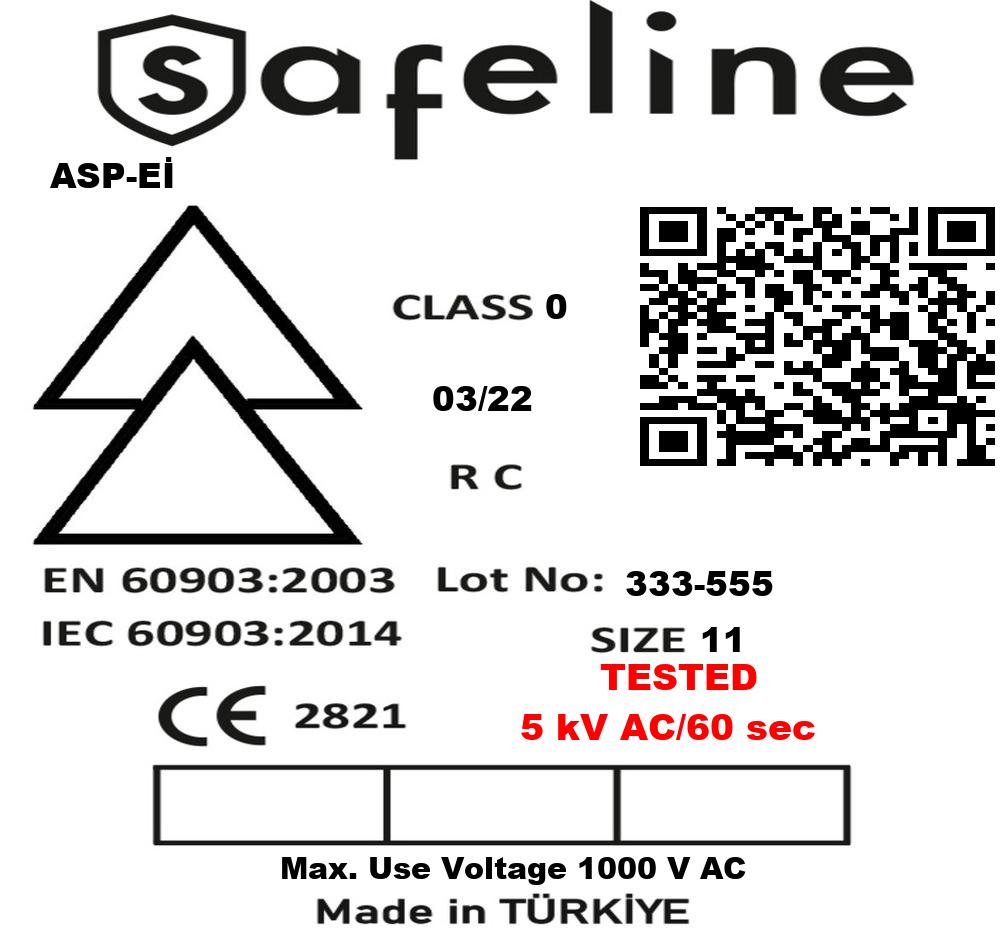 Safeline
ASP-Eİ
CLASS 0
03/22
R C
EN 60903:2003 Lot No: 333-555
IEC 60903:2014 SIZE 11
TESTED
CE 2821 5 kV AC/60 sec
Max. Use Voltage 1000 V AC
Made in TÜRKİYE